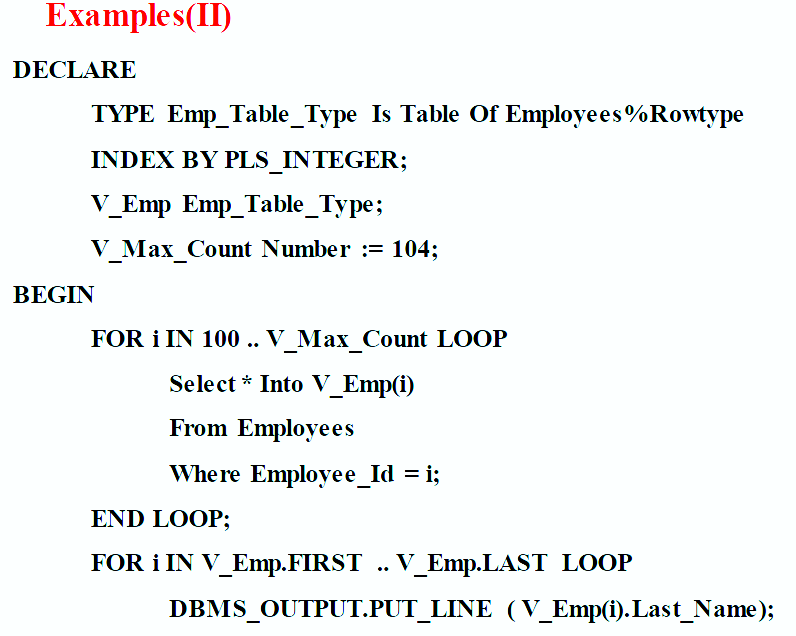 Examples(II)
DECLARE
TYPE Emp_Table_Type Is Table Of Employees%Rowtype
INDEX BY PLS_INTEGER;
V_Emp Emp_Table_Type;
V_Max_Count Number := 104;
BEGIN
FOR i IN 100 .. V_Max_Count LOOP
Select * Into V_Emp(i)
From Employees
Where Employee_Id = i;
END LOOP;
FOR i IN V_Emp.FIRST .. V_Emp.LAST LOOP
DBMS_OUTPUT.PUT_LINE ( V_Emp(i).Last_Name);